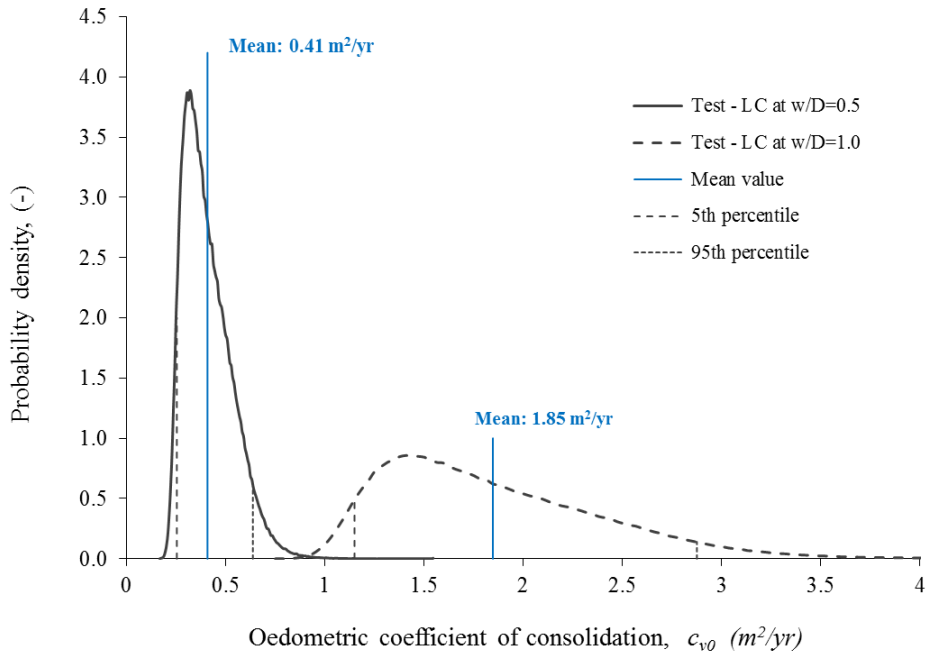 4.5
4.0
3.5
3.0
2.5
2.0
1.5
1.0
0.5
0.0
Probability density, (-)
Mean: 0.41 m²/yr
Test - LC at w/D=0.5
Test - LC at w/D=1.0
Mean value
5th percentile
95th percentile
Mean: 1.85 m²/yr
0 0.5 1 1.5 2 2.5 3 3.5 4
Oedometric coefficient of consolidation, cv0 (m²/yr)